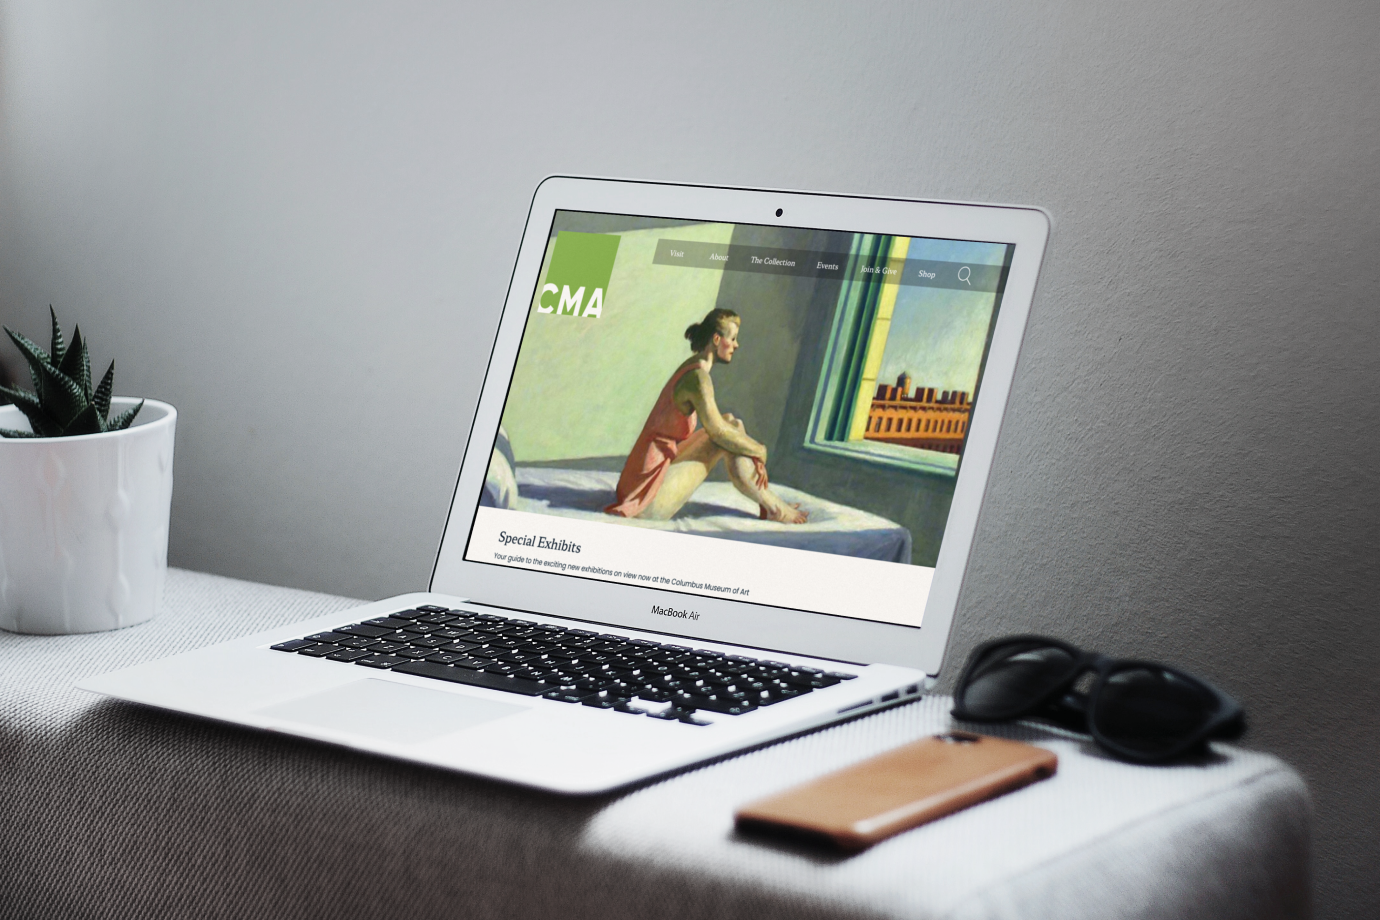 CMA
Visit About The Collection Events Join & Give Shop
Special Exhibits
Your guide to the exciting new exhibitions on view now at the Columbus Museum of Art
MacBook Air